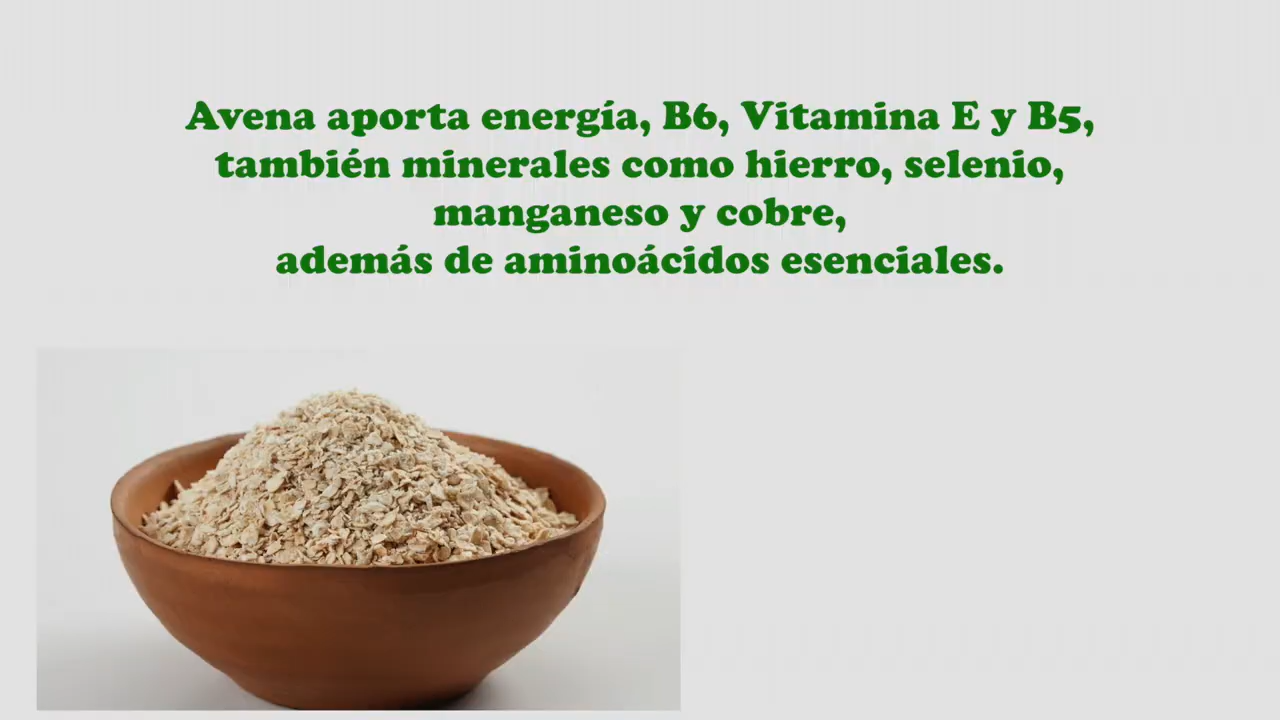 Avena aporta energía, B6, Vitamina E y B5,
también minerales como hierro, selenio,
manganeso y cobre,
además de aminoácidos esenciales.